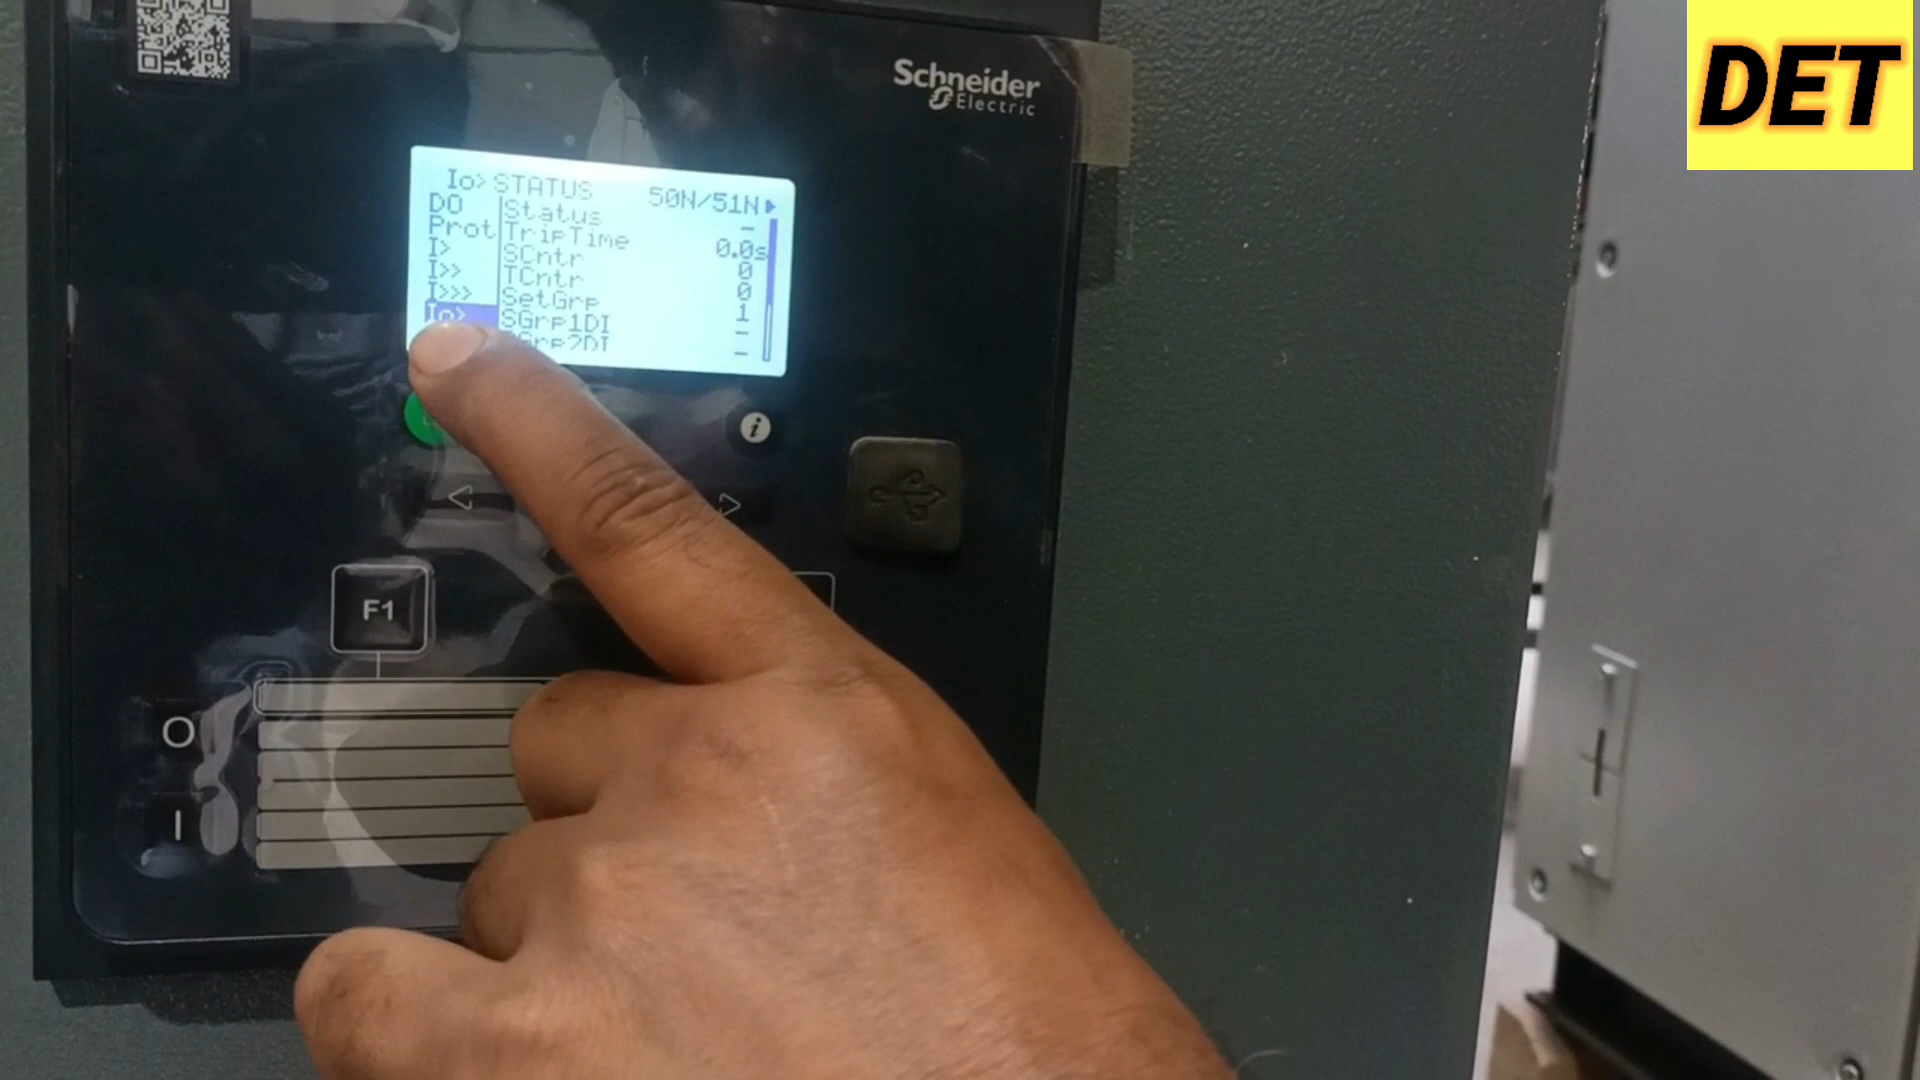 DET
Schneider
Electric
Io> STATUS 50N/51N
DO Status -
Prot TripTime 0.0s
I> SCntr 0
I>> TCntr 0
I>>> SetGrp 1
Io> SGrp1DI -
Grp2DI -
i
F1
O
I